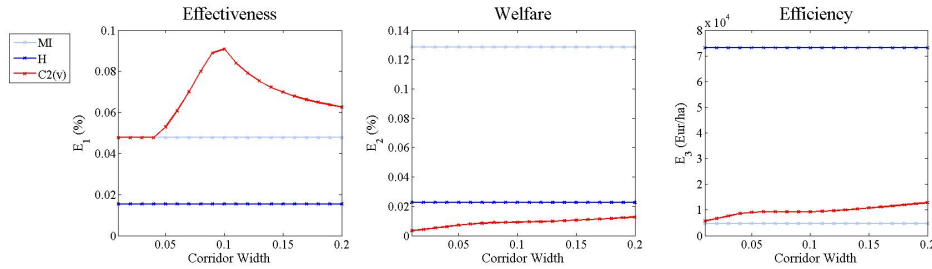 Effectiveness
Welfare
Efficiency
MI
H
C2(v)
E1 (%)
0.1
0.08
0.06
0.04
0.02
0
0.05
0.1
0.15
0.2
Corridor Width
E2 (%)
0.14
0.12
0.1
0.08
0.06
0.04
0.02
0
0.05
0.1
0.15
0.2
Corridor Width
E3 (Eur/ha)
x 10^4
8
7
6
5
4
3
2
1
0
0.05
0.1
0.15
0.2
Corridor Width